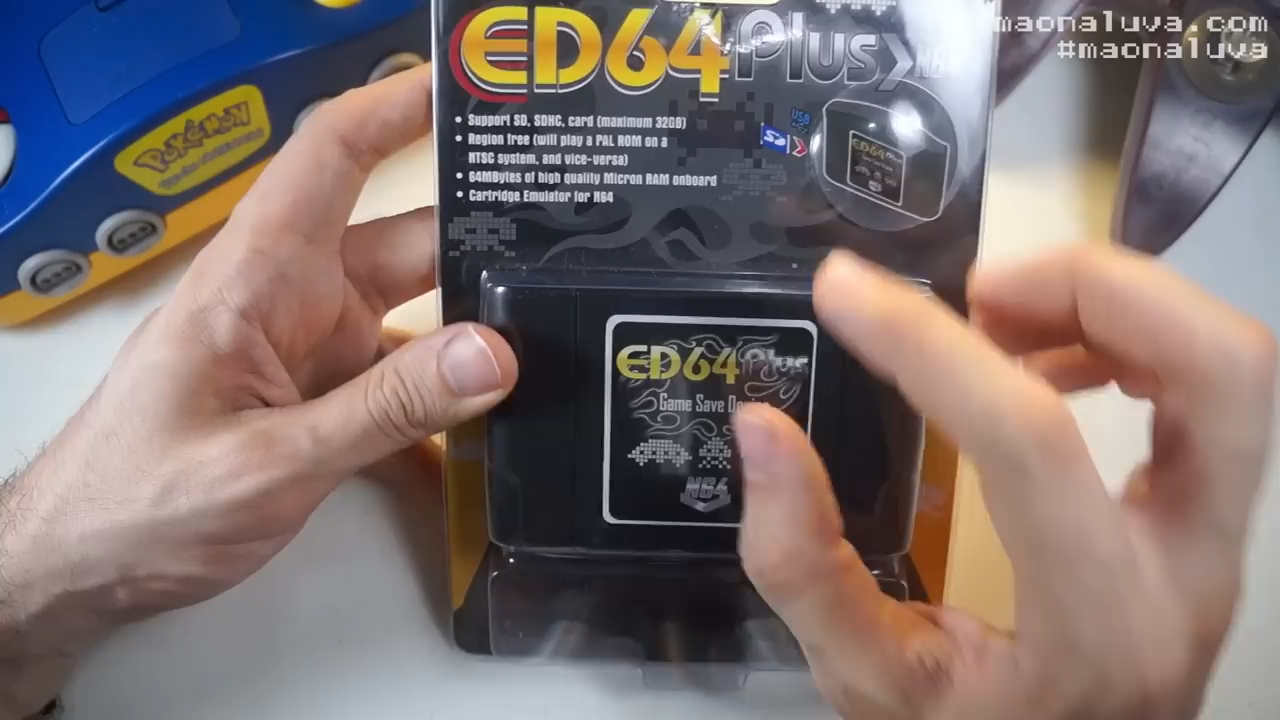 maonaluva.com
#maonaluva
ED64 Plus
N64
• Support SD, SDHC, card (maximum 32GB)
• Region free (will play a PAL ROM on a
NTSC system, and vice-versa)
• 64MBytes of high quality Micron RAM onboard
• Cartridge Emulator for N64
USB
SD
ED64 Plus
POKéMON
ED64 Plus
Game Save
N64